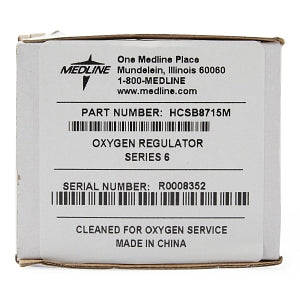 MEDLINE
One Medline Place
Mundelein, Illinois 60060
1-800-MEDLINE
www.medline.com
PART NUMBER: HCSB8715M
OXYGEN REGULATOR
SERIES 6
SERIAL NUMBER: R0008352
CLEANED FOR OXYGEN SERVICE
MADE IN CHINA